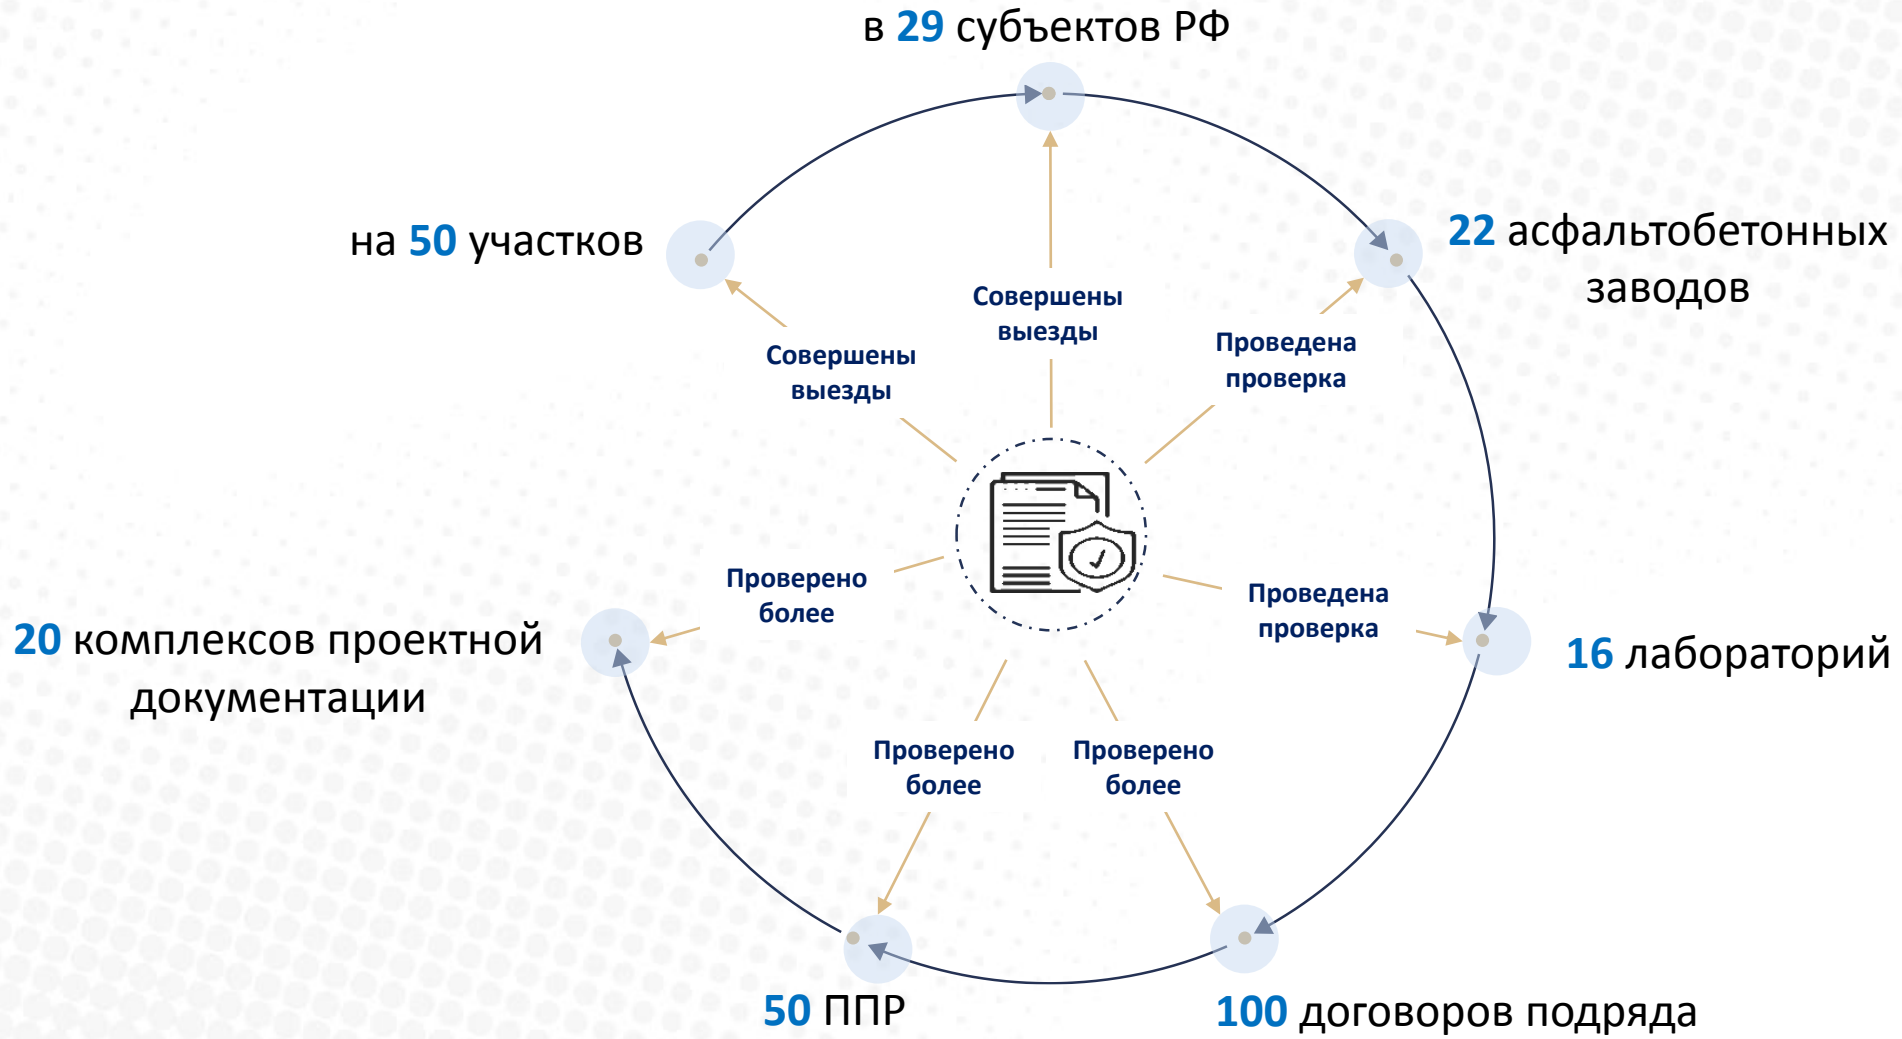 в 29 субъектов РФ
на 50 участков
22 асфальтобетонных
заводов
Совершены
выезды
Совершены
выезды
Проведена
проверка
Проверено
более
Проведена
проверка
20 комплексов проектной
документации
16 лабораторий
Проверено
более
Проверено
более
50 ППР
100 договоров подряда